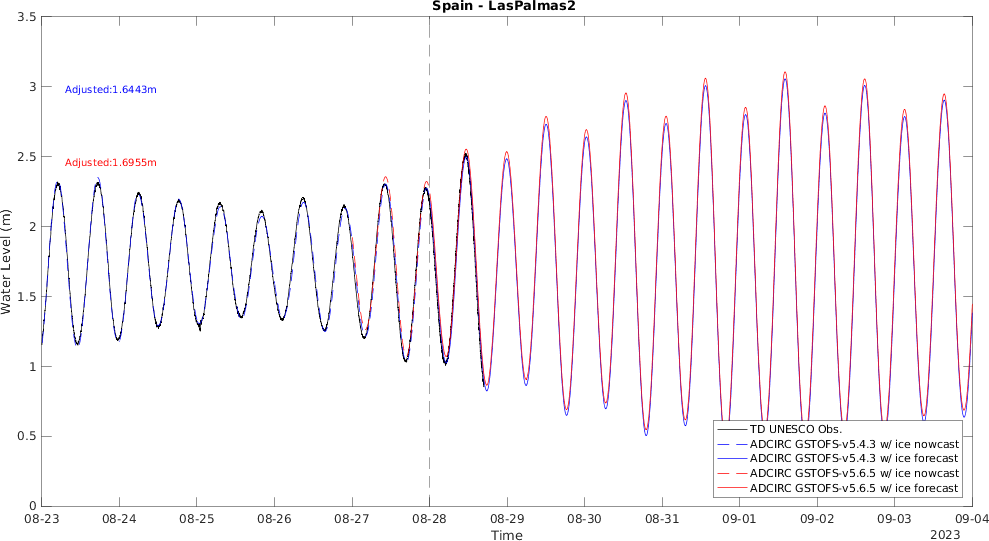 Spain - LasPalmas2
3.5
3
2.5
2
1.5
1
0.5
0
Water Level (m)
Adjusted:1.6443m
Adjusted:1.6955m
TD UNESCO Obs.
ADCIRC GSTOFS-v5.4.3 w/ ice nowcast
ADCIRC GSTOFS-v5.4.3 w/ ice forecast
ADCIRC GSTOFS-v5.6.5 w/ ice nowcast
ADCIRC GSTOFS-v5.6.5 w/ ice forecast
08-23 08-24 08-25 08-26 08-27 08-28 08-29 08-30 08-31 09-01 09-02 09-03 09-04
Time
2023